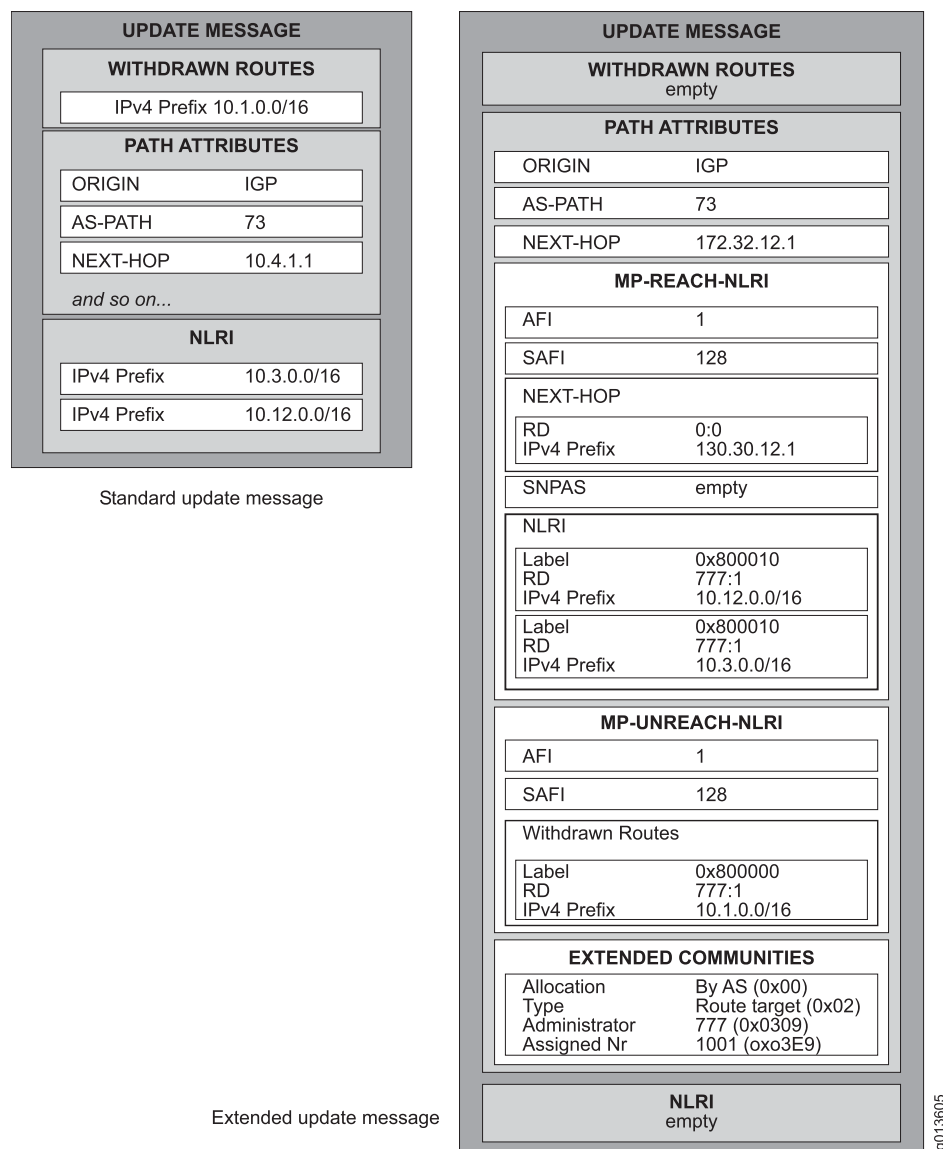 UPDATE MESSAGE
WITHDRAWN ROUTES
IPv4 Prefix 10.1.0.0/16
PATH ATTRIBUTES
ORIGIN IGP
AS-PATH 73
NEXT-HOP 10.4.1.1
and so on...
NLRI
IPv4 Prefix 10.3.0.0/16
IPv4 Prefix 10.12.0.0/16
Standard update message
UPDATE MESSAGE
WITHDRAWN ROUTES
empty
PATH ATTRIBUTES
ORIGIN IGP
AS-PATH 73
NEXT-HOP 172.32.12.1
MP-REACH-NLRI
AFI 1
SAFI 128
NEXT-HOP
RD 0:0
IPv4 Prefix 130.30.12.1
SNPAS empty
NLRI
Label 0x800010
RD 777:1
IPv4 Prefix 10.12.0.0/16
Label 0x800010
RD 777:1
IPv4 Prefix 10.3.0.0/16
MP-UNREACH-NLRI
AFI 1
SAFI 128
Withdrawn Routes
Label 0x800000
RD 777:1
IPv4 Prefix 10.1.0.0/16
EXTENDED COMMUNITIES
Allocation By AS (0x00)
Type Route target (0x02)
Administrator 777 (0x0309)
Assigned Nr 1001 (oxo3E9)
NLRI
empty
Extended update message
g013605